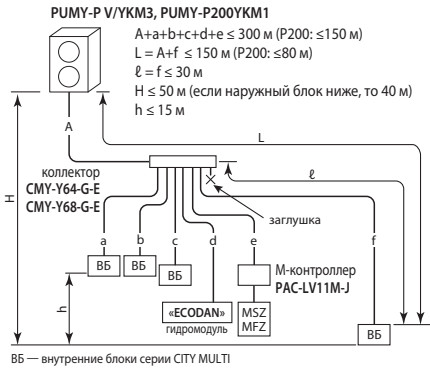 PUMY-P V/YKM3, PUMY-P200YKM1
A+a+b+c+d+e ≤ 300 м (P200: ≤150 м)
L = A+f ≤ 150 м (P200: ≤80 м)
ℓ = f ≤ 30 м
H ≤ 50 м (если наружный блок ниже, то 40 м)
h ≤ 15 м
A
L
H
коллектор
CMY-Y64-G-E
CMY-Y68-G-E
ℓ
заглушка
a
b
c
d
e
f
ВБ
ВБ
ВБ
М-контроллер
PAC-LV11M-J
h
«ECODAN»
гидромодуль
MSZ
MFZ
ВБ
ВБ — внутренние блоки серии CITY MULTI